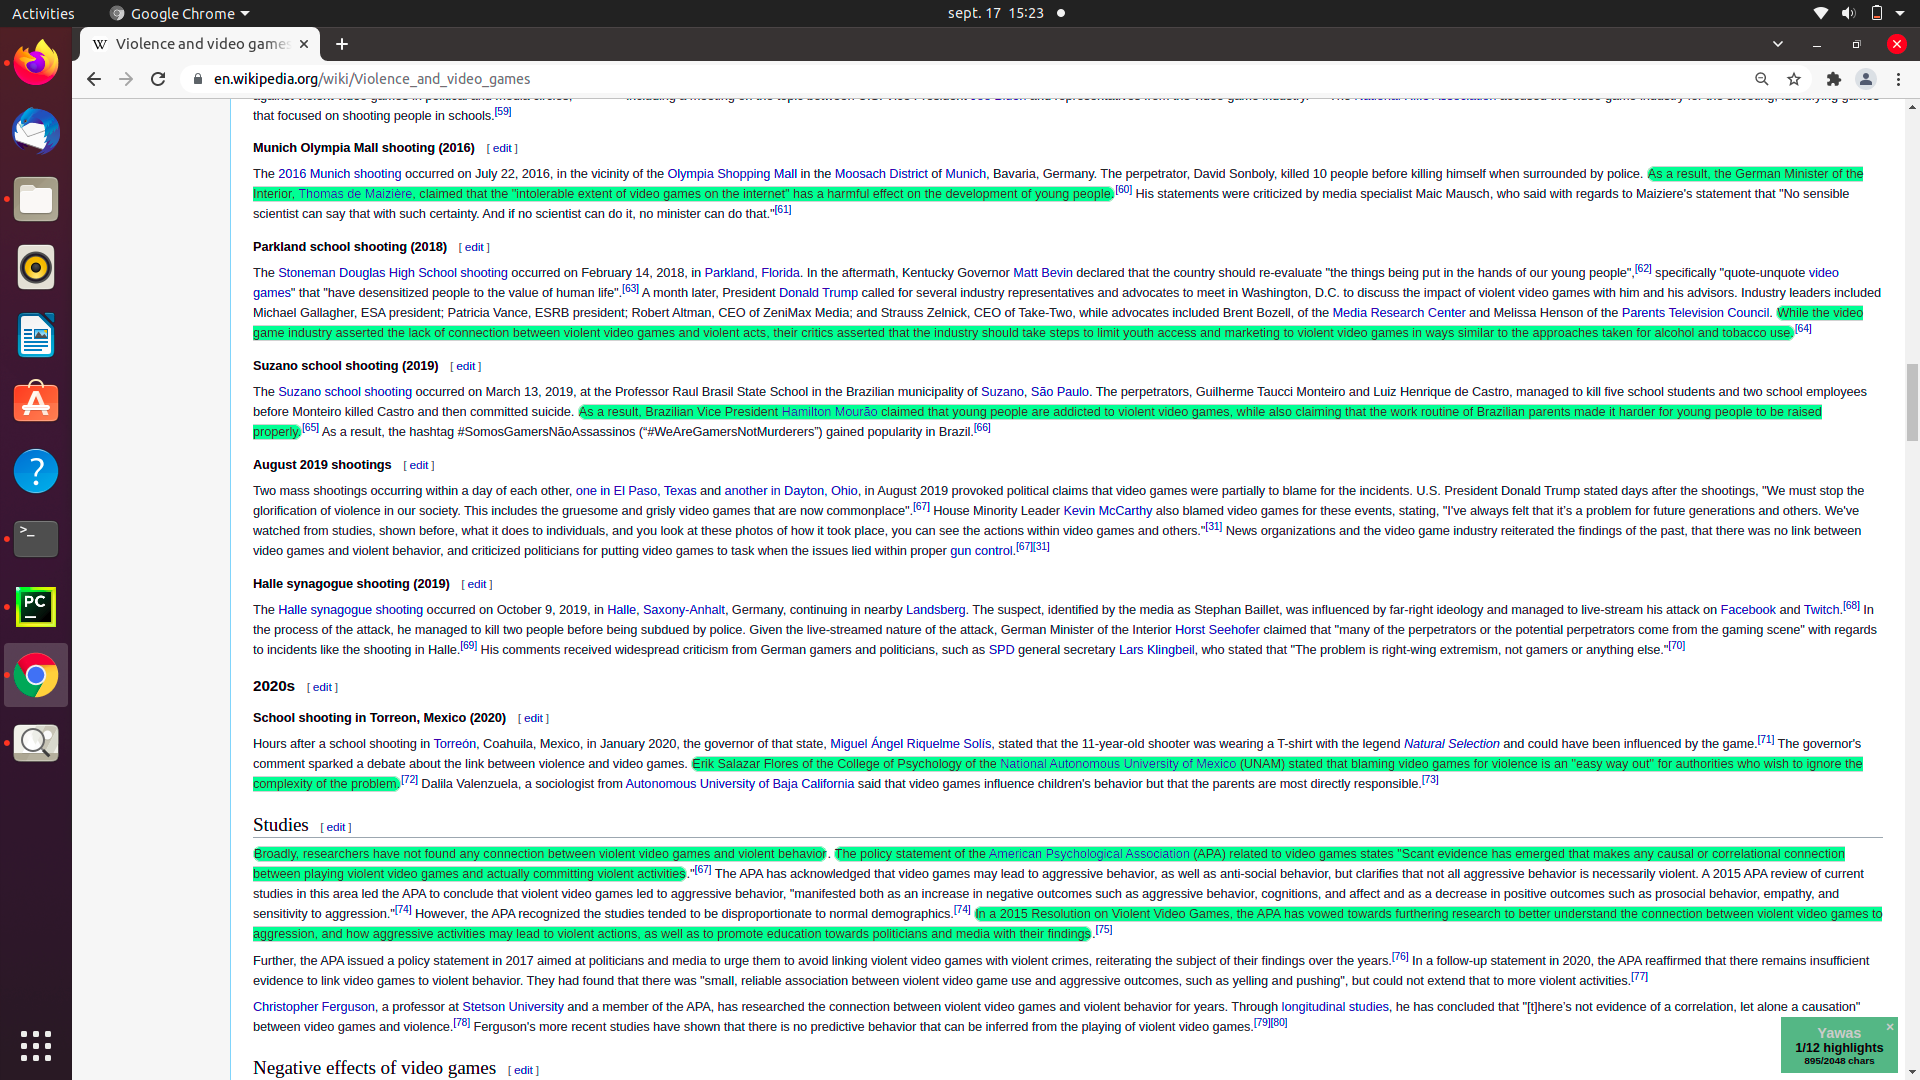 Activities
Google Chrome
sept. 17 15:23
W Violence and video games
en.wikipedia.org/wiki/Violence_and_video_games
that focused on shooting people in schools.[59]
Munich Olympia Mall shooting (2016) [ edit ]
The 2016 Munich shooting occurred on July 22, 2016, in the vicinity of the Olympia Shopping Mall in the Moosach District of Munich, Bavaria, Germany. The perpetrator, David Sonboly, killed 10 people before killing himself when surrounded by police. As a result, the German Minister of the
Interior, Thomas de Maizière, claimed that the "intolerable extent of video games on the internet" has a harmful effect on the development of young people.[60] His statements were criticized by media specialist Maic Mausch, who said with regards to Maiziere's statement that "No sensible
scientist can say that with such certainty. And if no scientist can do it, no minister can do that."[61]
Parkland school shooting (2018) [ edit ]
The Stoneman Douglas High School shooting occurred on February 14, 2018, in Parkland, Florida. In the aftermath, Kentucky Governor Matt Bevin declared that the country should re-evaluate "the things being put in the hands of our young people",[62] specifically "quote-unquote video
games" that "have desensitized people to the value of human life".[63] A month later, President Donald Trump called for several industry representatives and advocates to meet in Washington, D.C. to discuss the impact of violent video games with him and his advisors. Industry leaders included
Michael Gallagher, ESA president; Patricia Vance, ESRB president; Robert Altman, CEO of ZeniMax Media; and Strauss Zelnick, CEO of Take-Two, while advocates included Brent Bozell, of the Media Research Center and Melissa Henson of the Parents Television Council. While the video
game industry asserted the lack of connection between violent video games and violent acts, their critics asserted that the industry should take steps to limit youth access and marketing to violent video games in ways similar to the approaches taken for alcohol and tobacco use.[64]
Suzano school shooting (2019) [ edit ]
The Suzano school shooting occurred on March 13, 2019, at the Professor Raul Brasil State School in the Brazilian municipality of Suzano, São Paulo. The perpetrators, Guilherme Taucci Monteiro and Luiz Henrique de Castro, managed to kill five school students and two school employees
before Monteiro killed Castro and then committed suicide. As a result, Brazilian Vice President Hamilton Mourão claimed that young people are addicted to violent video games, while also claiming that the work routine of Brazilian parents made it harder for young people to be raised
properly.[65] As a result, the hashtag #SomosGamersNãoAssassinos ("#WeAreGamersNotMurderers") gained popularity in Brazil.[66]
August 2019 shootings [ edit ]
Two mass shootings occurring within a day of each other, one in El Paso, Texas and another in Dayton, Ohio, in August 2019 provoked political claims that video games were partially to blame for the incidents. U.S. President Donald Trump stated days after the shootings, "We must stop the
glorification of violence in our society. This includes the gruesome and grisly video games that are now commonplace".[67] House Minority Leader Kevin McCarthy also blamed video games for these events, stating, "I've always felt that it's a problem for future generations and others. We've
watched from studies, shown before, what it does to individuals, and you look at these photos of how it took place, you can see the actions within video games and others."[31] News organizations and the video game industry reiterated the findings of the past, that there was no link between
video games and violent behavior, and criticized politicians for putting video games to task when the issues lied within proper gun control.[67][31]
Halle synagogue shooting (2019) [ edit ]
The Halle synagogue shooting occurred on October 9, 2019, in Halle, Saxony-Anhalt, Germany, continuing in nearby Landsberg. The suspect, identified by the media as Stephan Baillet, was influenced by far-right ideology and managed to live-stream his attack on Facebook and Twitch.[68] In
the process of the attack, he managed to kill two people before being subdued by police. Given the live-streamed nature of the attack, German Minister of the Interior Horst Seehofer claimed that "many of the perpetrators or the potential perpetrators come from the gaming scene" with regards
to incidents like the shooting in Halle.[69] His comments received widespread criticism from German gamers and politicians, such as SPD general secretary Lars Klingbeil, who stated that "The problem is right-wing extremism, not gamers or anything else."[70]
2020s [ edit ]
School shooting in Torreon, Mexico (2020) [ edit ]
Hours after a school shooting in Torreón, Coahuila, Mexico, in January 2020, the governor of that state, Miguel Ángel Riquelme Solís, stated that the 11-year-old shooter was wearing a T-shirt with the legend Natural Selection and could have been influenced by the game.[71] The governor's
comment sparked a debate about the link between violence and video games. Erik Salazar Flores of the College of Psychology of the National Autonomous University of Mexico (UNAM) stated that blaming video games for violence is an "easy way out" for authorities who wish to ignore the
complexity of the problem.[72] Dalila Valenzuela, a sociologist from Autonomous University of Baja California said that video games influence children's behavior but that the parents are most directly responsible.[73]
Studies [ edit ]
Broadly, researchers have not found any connection between violent video games and violent behavior. The policy statement of the American Psychological Association (APA) related to video games states "Scant evidence has emerged that makes any causal or correlational connection
between playing violent video games and actually committing violent activities."[67] The APA has acknowledged that video games may lead to aggressive behavior, as well as anti-social behavior, but clarifies that not all aggressive behavior is necessarily violent. A 2015 APA review of current
studies in this area led the APA to conclude that violent video games led to aggressive behavior, "manifested both as an increase in negative outcomes such as aggressive behavior, cognitions, and affect and as a decrease in positive outcomes such as prosocial behavior, empathy, and
sensitivity to aggression."[74] However, the APA recognized the studies tended to be disproportionate to normal demographics.[74] In a 2015 Resolution on Violent Video Games, the APA has vowed towards furthering research to better understand the connection between violent video games to
aggression, and how aggressive activities may lead to violent actions, as well as to promote education towards politicians and media with their findings.[75]
Further, the APA issued a policy statement in 2017 aimed at politicians and media to urge them to avoid linking violent video games with violent crimes, reiterating the subject of their findings over the years.[76] In a follow-up statement in 2020, the APA reaffirmed that there remains insufficient
evidence to link video games to violent behavior. They had found that there was "small, reliable association between violent video game use and aggressive outcomes, such as yelling and pushing", but could not extend that to more violent activities.[77]
Christopher Ferguson, a professor at Stetson University and a member of the APA, has researched the connection between violent video games and violent behavior for years. Through longitudinal studies, he has concluded that "[t]here's not evidence of a correlation, let alone a causation"
between video games and violence.[78] Ferguson's more recent studies have shown that there is no predictive behavior that can be inferred from the playing of violent video games.[79][80]
Negative effects of video games [ edit ]
Yawas
1/12 highlights
895/2048 chars
PC